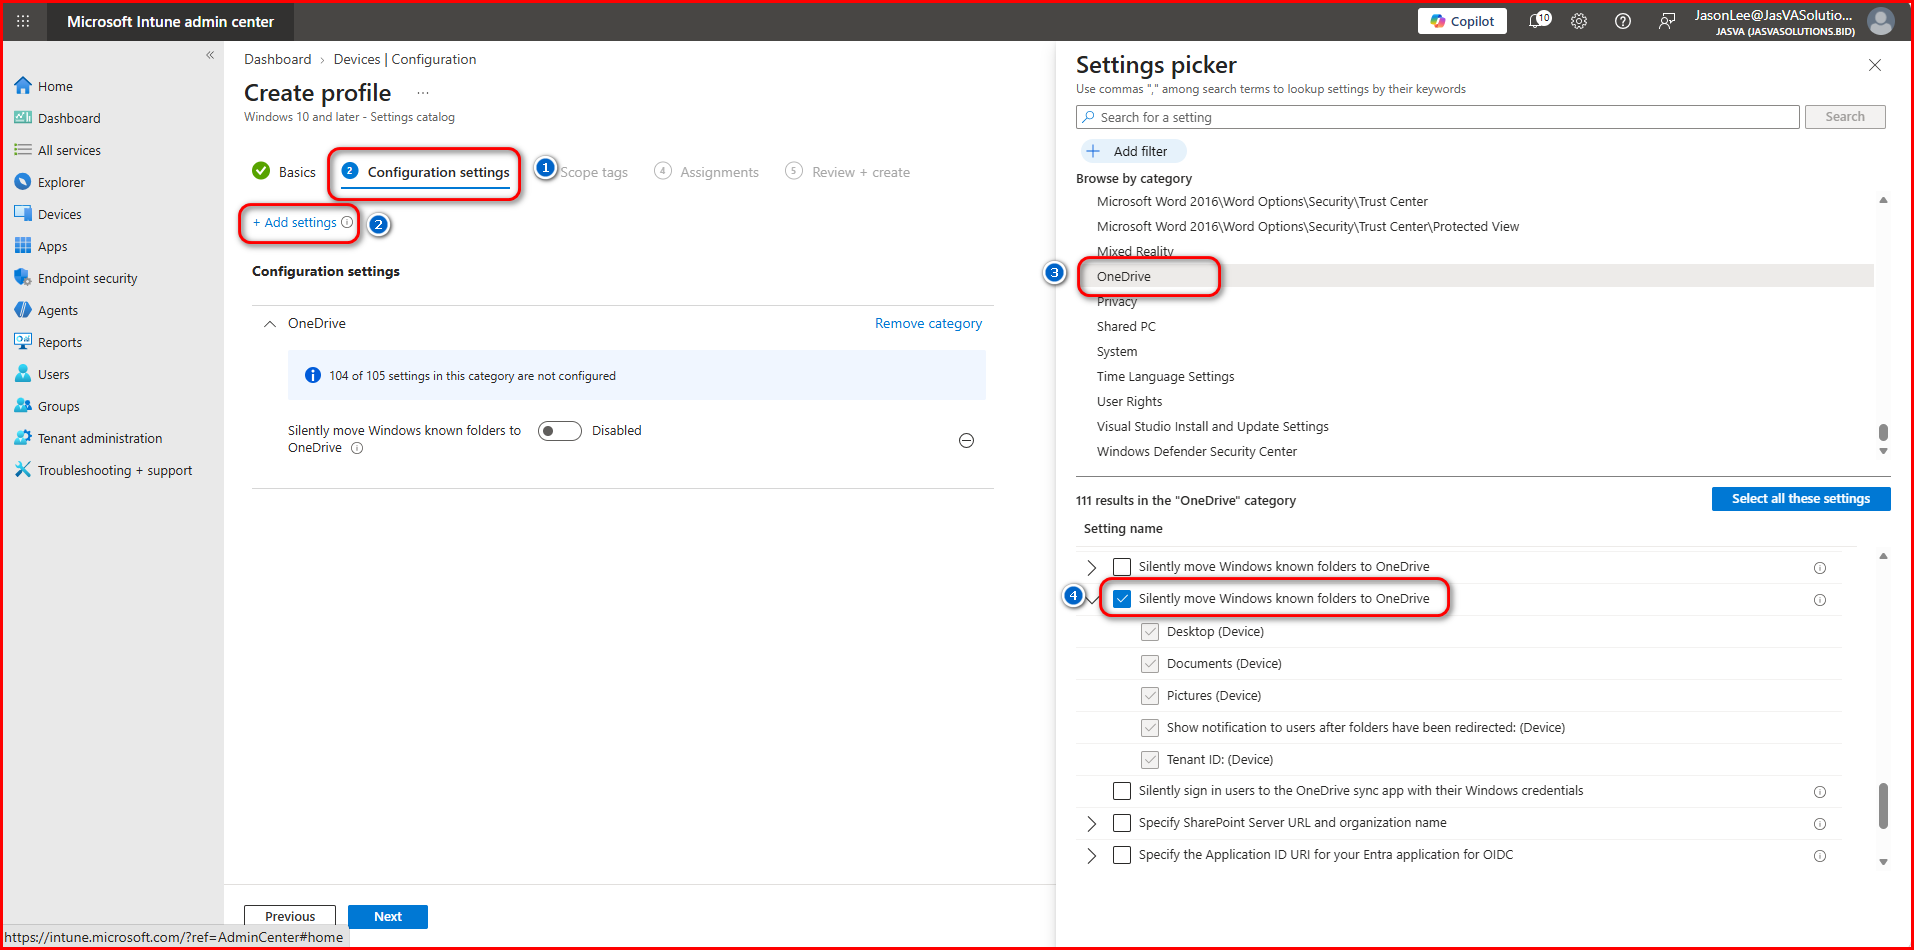 Microsoft Intune admin center
Copilot
10
JasonLee@JasVASolutio...
JASVA (JASVASOLUTIONS.BID)
Home
Dashboard
All services
Explorer
Devices
Apps
Endpoint security
Agents
Reports
Users
Groups
Tenant administration
Troubleshooting + support
Dashboard > Devices | Configuration
Create profile ...
Windows 10 and later - Settings catalog
Basics
2 Configuration settings
1
Scope tags
4 Assignments
5 Review + create
+ Add settings
2
Configuration settings
OneDrive
Remove category
104 of 105 settings in this category are not configured
Silently move Windows known folders to
OneDrive
Disabled
Previous
Next
https://intune.microsoft.com/?ref=AdminCenter#home
Settings picker
Use commas "," among search terms to lookup settings by their keywords
Search for a setting
Search
Add filter
Browse by category
Microsoft Word 2016\Word Options\Security\Trust Center
Microsoft Word 2016\Word Options\Security\Trust Center\Protected View
Mixed Reality
3
OneDrive
Privacy
Shared PC
System
Time Language Settings
User Rights
Visual Studio Install and Update Settings
Windows Defender Security Center
111 results in the "OneDrive" category
Select all these settings
Setting name
Silently move Windows known folders to OneDrive
4
Silently move Windows known folders to OneDrive
Desktop (Device)
Documents (Device)
Pictures (Device)
Show notification to users after folders have been redirected: (Device)
Tenant ID: (Device)
Silently sign in users to the OneDrive sync app with their Windows credentials
Specify SharePoint Server URL and organization name
Specify the Application ID URI for your Entra application for OIDC